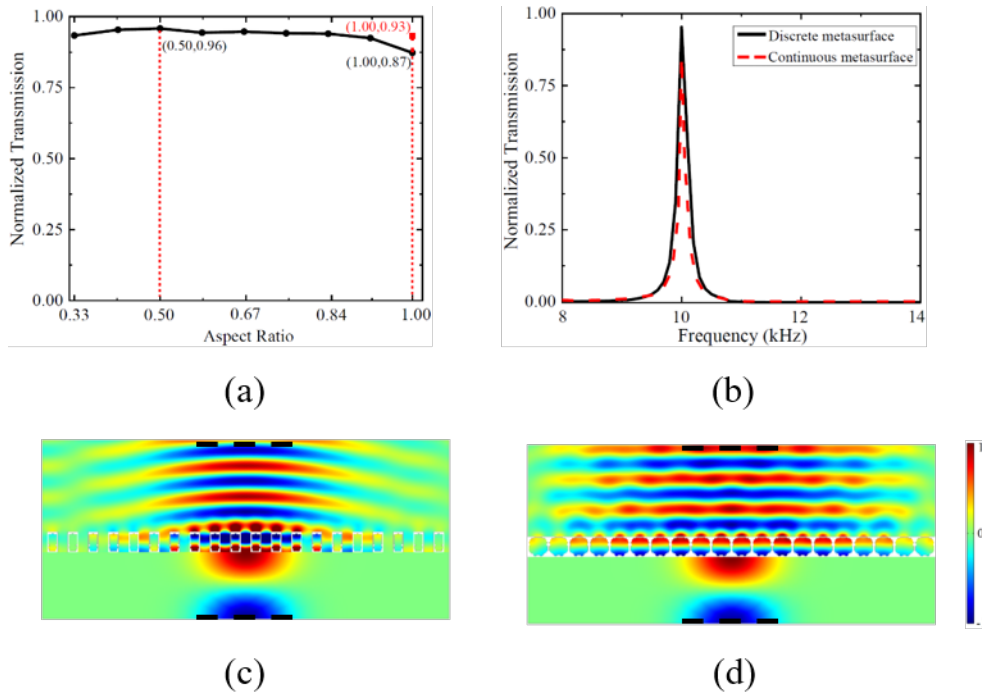 1.00
0.75
0.50
0.25
0.00
Normalized Transmission
(1.00,0.93)
(0.50,0.96)
(1.00,0.87)
0.33
0.50
0.67
0.84
1.00
Aspect Ratio
(a)
1.00
0.75
0.50
0.25
0.00
Normalized Transmission
Discrete metasurface
Continuous metasurface
8
10
12
14
Frequency (kHz)
(b)
(c)
(d)
1
0